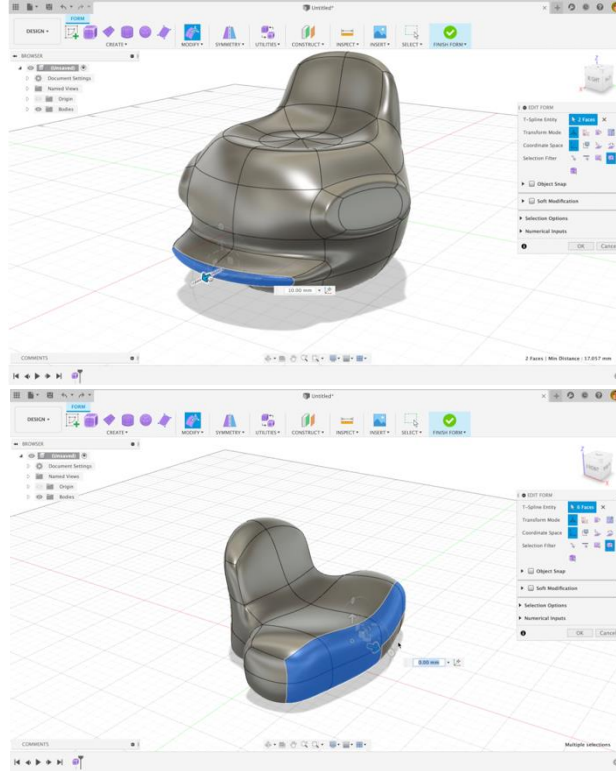 Untitled*
FORM
DESIGN
CREATE MODIFY SYMMETRY UTILITIES CONSTRUCT INSPECT INSERT SELECT FINISH FORM
BROWSER
(Unsaved)
Document Settings
Named Views
Origin
Bodies
RIGHT
EDIT FORM
T-Spline Entity 2 Faces
Transform Mode
Coordinate Space
Selection Filter
Object Snap
Soft Modification
Selection Options
Numerical Inputs
OK Cance
10.00 mm
COMMENTS
2 Faces | Min Distance : 17.057 mm
Untitled*
FORM
DESIGN
CREATE MODIFY SYMMETRY UTILITIES CONSTRUCT INSPECT INSERT SELECT FINISH FORM
BROWSER
(Unsaved)
Document Settings
Named Views
Origin
Bodies
FRONT
EDIT FORM
T-Spline Entity 6 Faces
Transform Mode
Coordinate Space
Selection Filter
Object Snap
Soft Modification
Selection Options
Numerical Inputs
OK Cance
0.00 mm
COMMENTS
Multiple selections